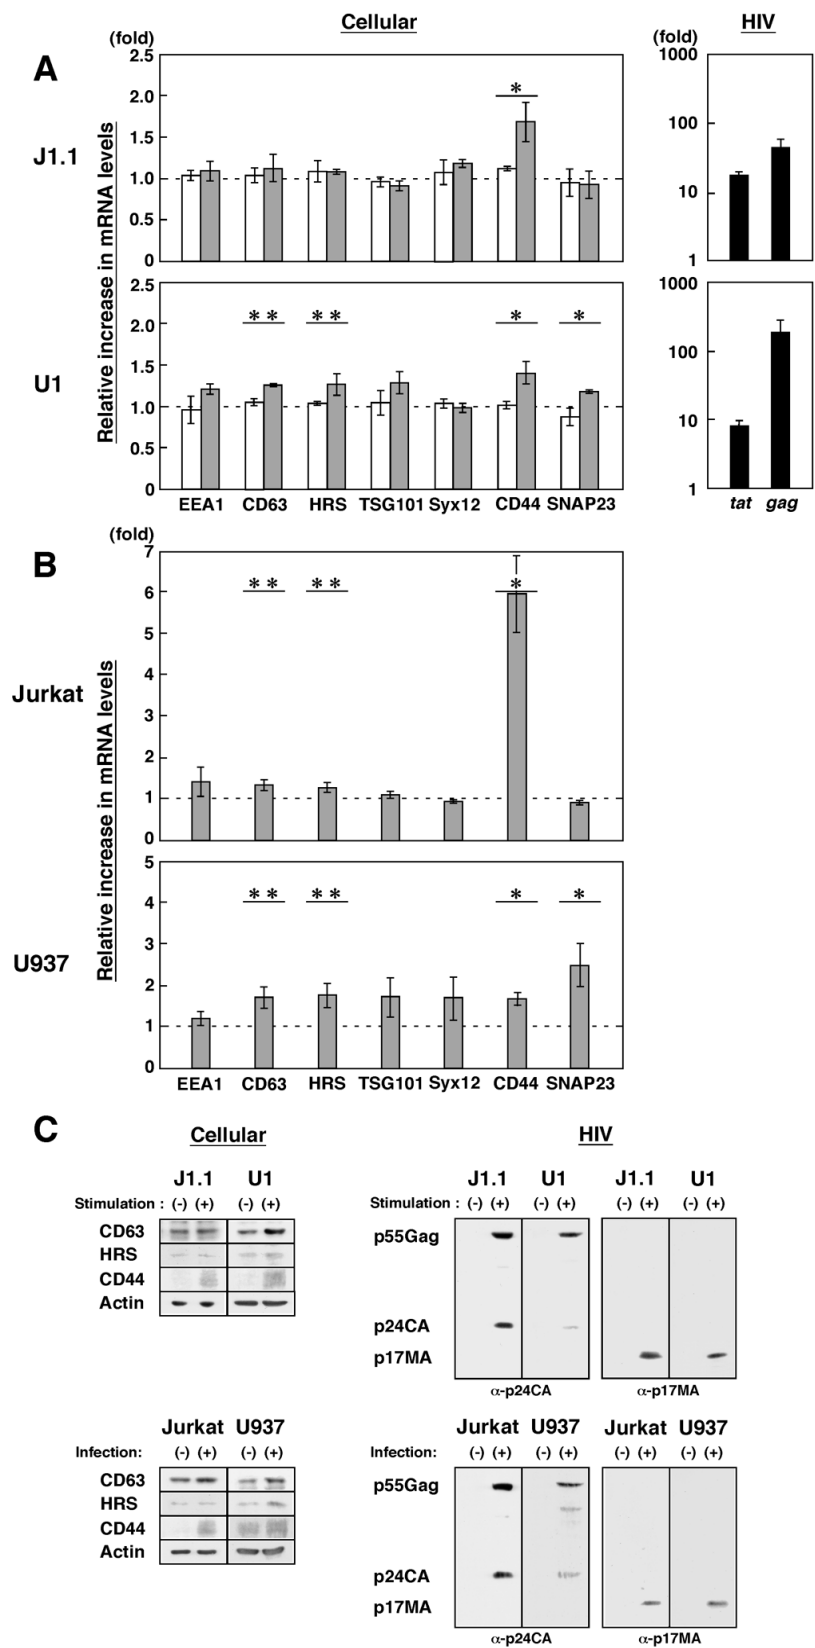 Cellular HIV
(fold) (fold)
A
J1.1
Relative increase in mRNA levels
2.5
2.0
1.5
1.0
0.5
0
*
1000
100
10
1
U1
2.5
2.0
1.5
1.0
0.5
0
** ** * *
1000
100
10
1
EEA1 CD63 HRS TSG101 Syx12 CD44 SNAP23 tat gag
(fold)
B
Jurkat
Relative increase in mRNA levels
7
6
5
4
3
2
1
0
** ** *
U937
5
4
3
2
1
0
** ** * *
EEA1 CD63 HRS TSG101 Syx12 CD44 SNAP23
C
Cellular HIV
J1.1 U1 J1.1 U1 J1.1 U1
Stimulation : (-) (+) (-) (+) Stimulation : (-) (+) (-) (+) (-) (+) (-) (+)
CD63
HRS
CD44
Actin
p55Gag
p24CA
p17MA
α-p24CA α-p17MA
Jurkat U937 Jurkat U937 Jurkat U937
Infection: (-) (+) (-) (+) Infection: (-) (+) (-) (+) (-) (+) (-) (+)
CD63
HRS
CD44
Actin
p55Gag
p24CA
p17MA
α-p24CA α-p17MA